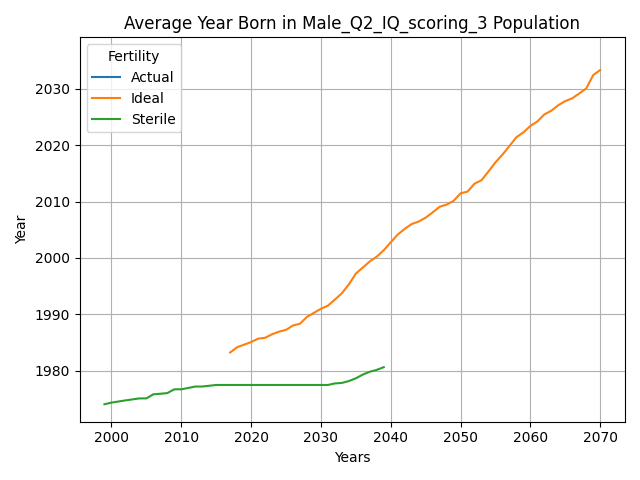 Average Year Born in Male_Q2_IQ_scoring_3 Population
Fertility
Actual
Ideal
Sterile
2030
2020
2010
2000
1990
1980
Year
2000 2010 2020 2030 2040 2050 2060 2070
Years